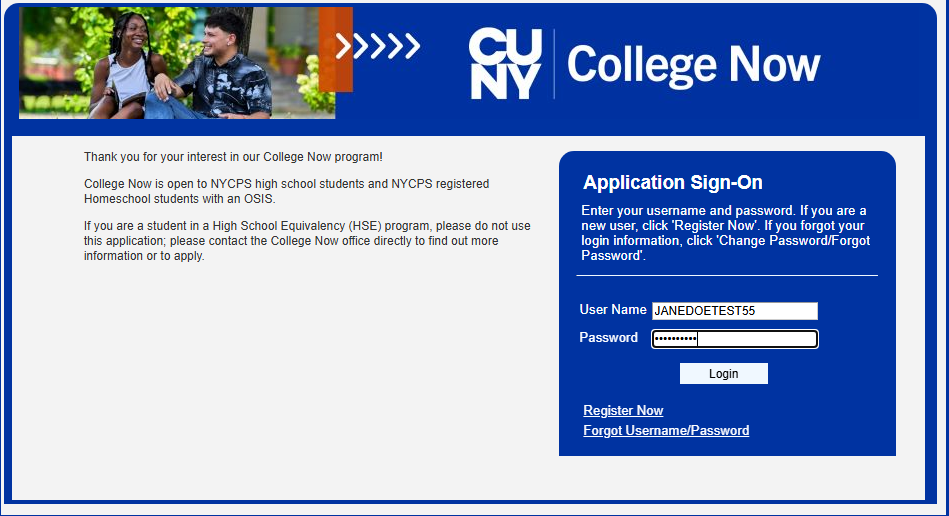 CU
NY
College Now
Thank you for your interest in our College Now program!
College Now is open to NYCPS high school students and NYCPS registered
Homeschool students with an OSIS.
If you are a student in a High School Equivalency (HSE) program, please do not use
this application; please contact the College Now office directly to find out more
information or to apply.
Application Sign-On
Enter your username and password. If you are a
new user, click 'Register Now'. If you forgot your
login information, click 'Change Password/Forgot
Password'.
User Name JANEDOETEST55
Password ••••••••••
Login
Register Now
Forgot Username/Password